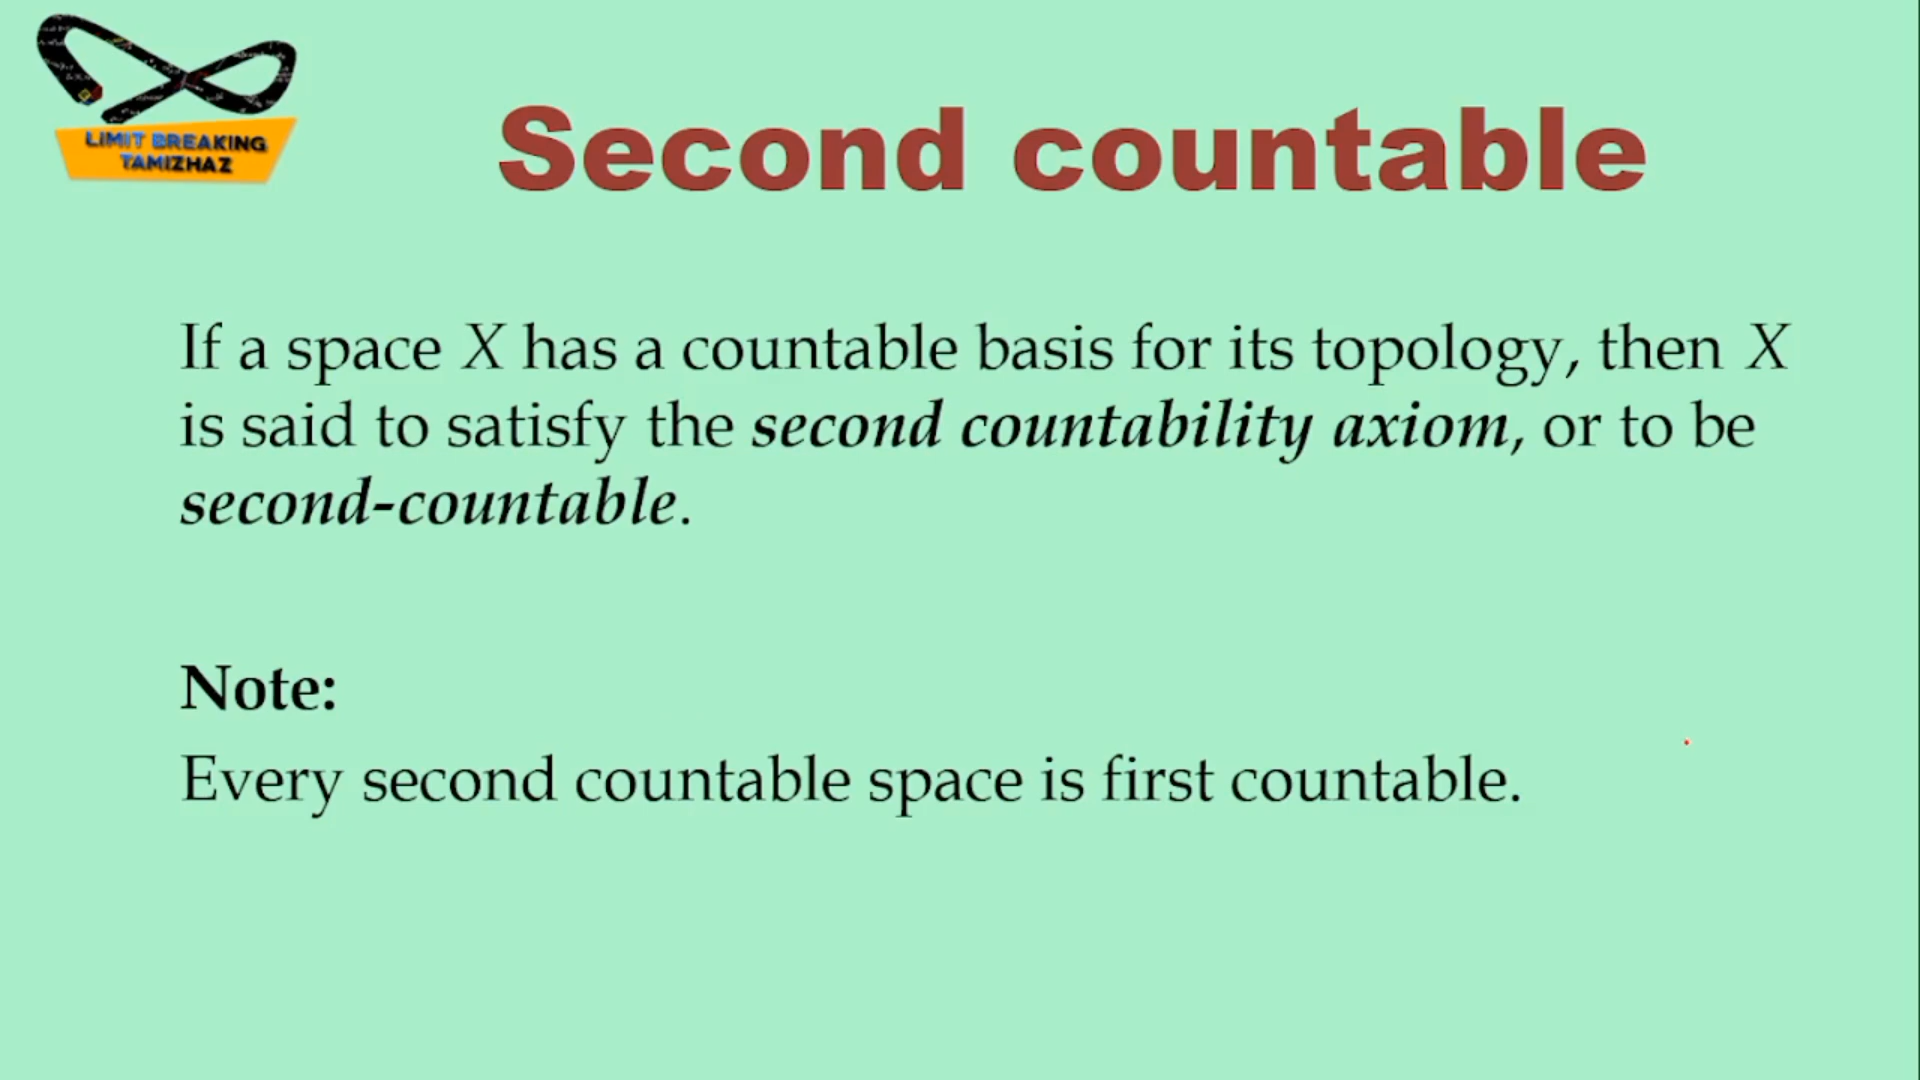 LIMIT BREAKING
TAMIZHAZ
Second countable
If a space X has a countable basis for its topology, then X
is said to satisfy the second countability axiom, or to be
second-countable.
Note:
Every second countable space is first countable.